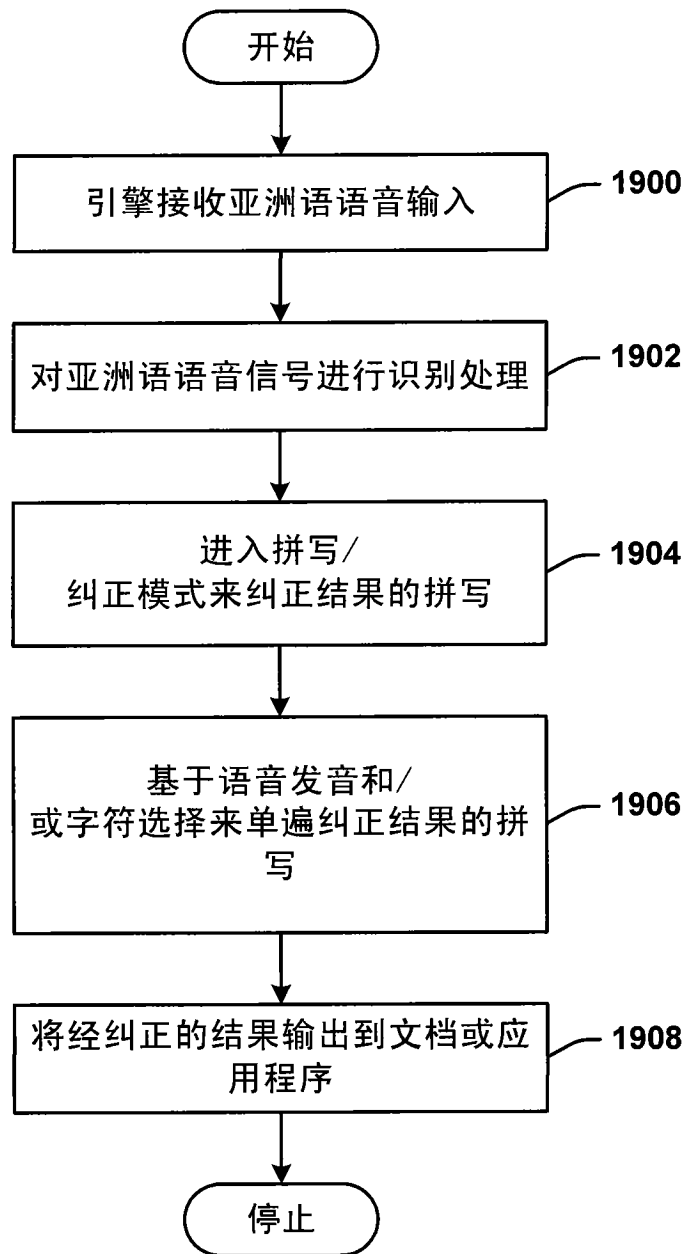 开始
引擎接收亚洲语语音输入
1900
对亚洲语语音信号进行识别处理
1902
进入拼写/
纠正模式来纠正结果的拼写
1904
基于语音发音和/
或字符选择来单遍纠正结果的拼
写
1906
将经纠正的结果输出到文档或应
用程序
1908
停止